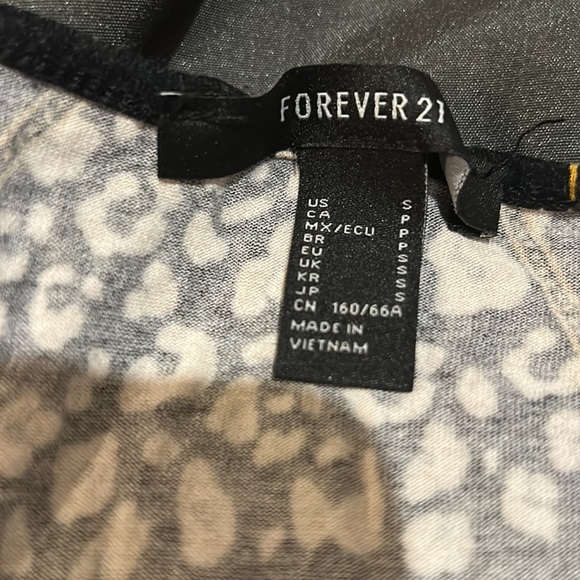 FOREVER 21
US S
CA P
MX/ECU P
BR P
EU S
UK S
KR S
JP S
CN 160/66A
MADE IN
VIETNAM